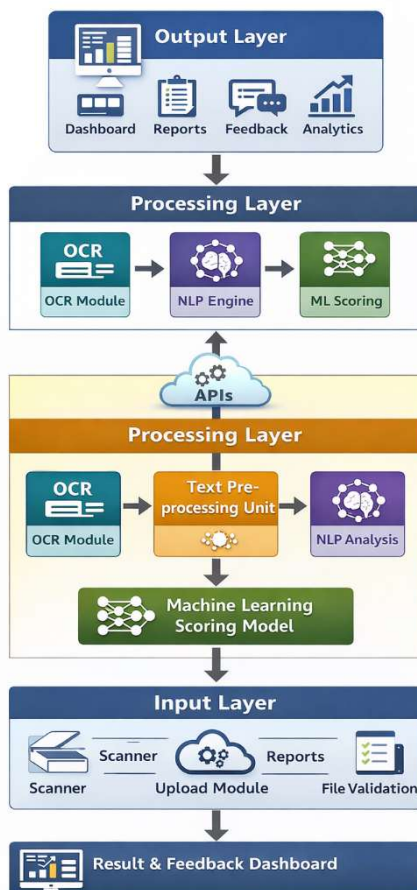 Output Layer
Dashboard Reports Feedback Analytics
Processing Layer
OCR
OCR Module NLP Engine ML Scoring
APIs
Processing Layer
OCR
OCR Module
Text Pre-
processing Unit
NLP Analysis
Machine Learning
Scoring Model
Input Layer
Scanner Reports
Scanner Upload Module File Validation
Result & Feedback Dashboard